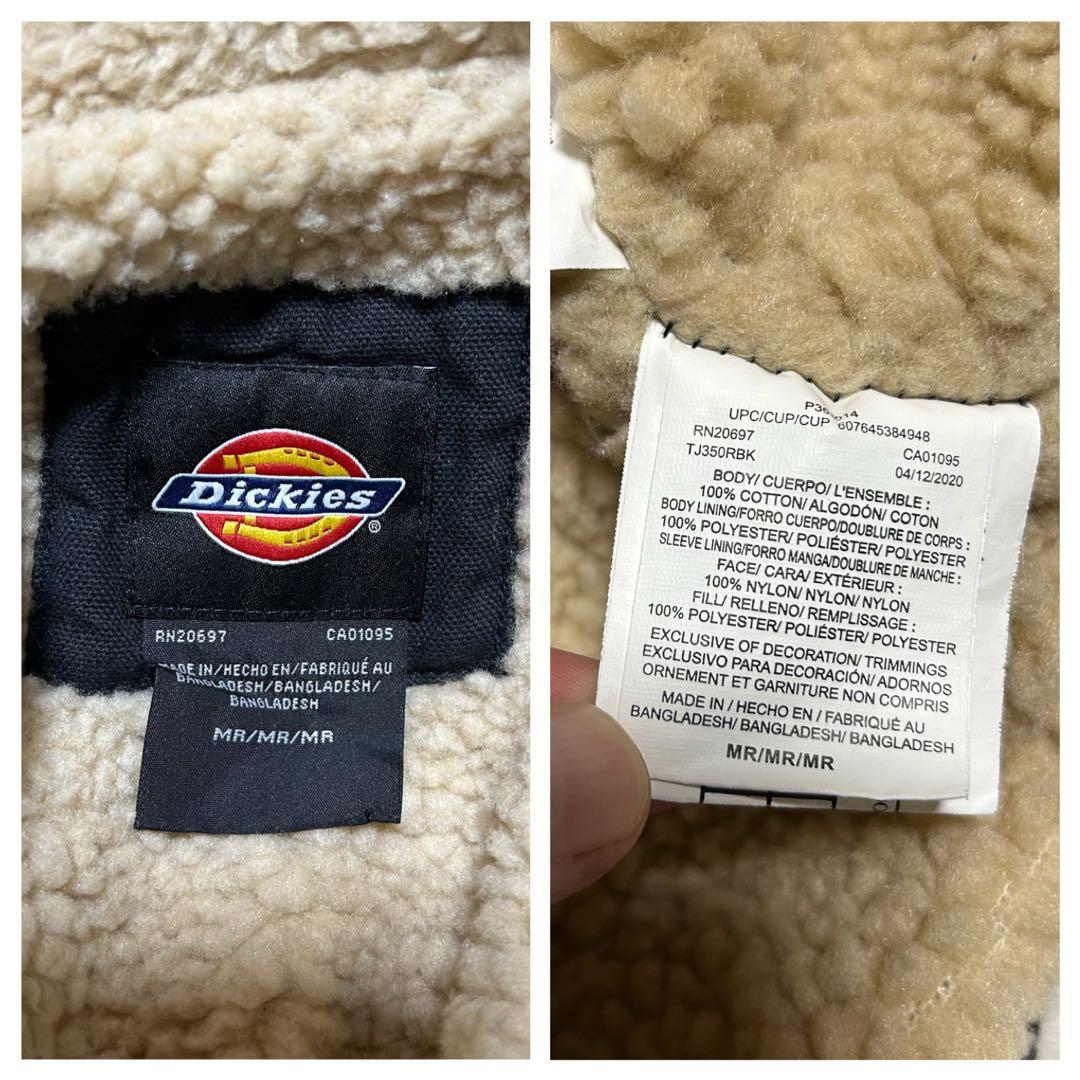 Dickies
®
RN20697 CA01095
MADE IN/HECHO EN/FABRIQUÉ AU
BANGLADESH/BANGLADESH/
BANGLADESH
MR/MR/MR
UPC/CUP/CUP 607645384948
RN20697 CA01095
TJ350RBK 04/12/2020
BODY/ CUERPO/ L'ENSEMBLE :
100% COTTON/ ALGODÓN/ COTON
BODY LINING/FORRO CUERPO/DOUBLURE DE CORPS :
100% POLYESTER/ POLIÉSTER/ POLYESTER
SLEEVE LINING/FORRO MANGA/DOUBLURE DE MANCHE :
FACE/ CARA/ EXTÉRIEUR :
100% NYLON/ NYLON/ NYLON
FILL/ RELLENO/ REMPLISSAGE :
100% POLYESTER/ POLIÉSTER/ POLYESTER
EXCLUSIVE OF DECORATION/ TRIMMINGS
EXCLUSIVO PARA DECORACIÓN/ ADORNOS
ORNEMENT ET GARNITURE NON COMPRIS
MADE IN / HECHO EN / FABRIQUÉ AU
BANGLADESH/ BANGLADESH/ BANGLADESH
MR/MR/MR